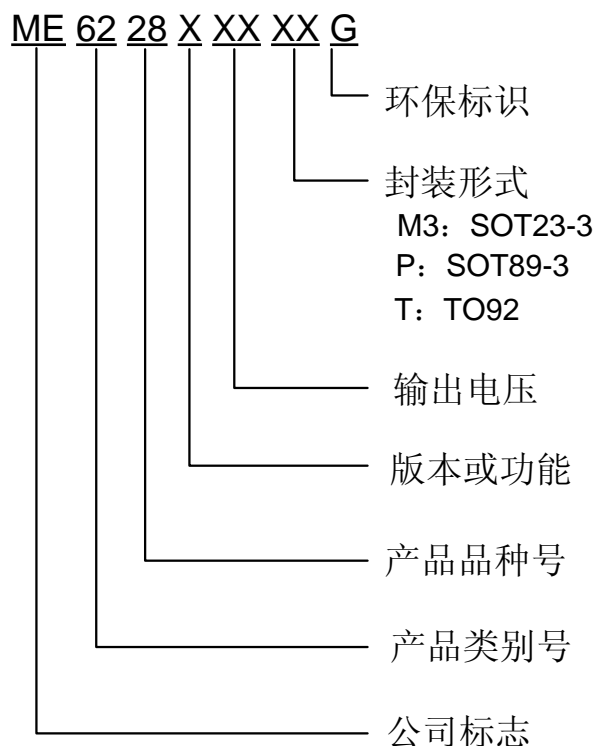 ME 62 28 X XX XX G
环保标识
封装形式
M3：SOT23-3
P：SOT89-3
T：TO92
输出电压
版本或功能
产品品种号
产品类别号
公司标志